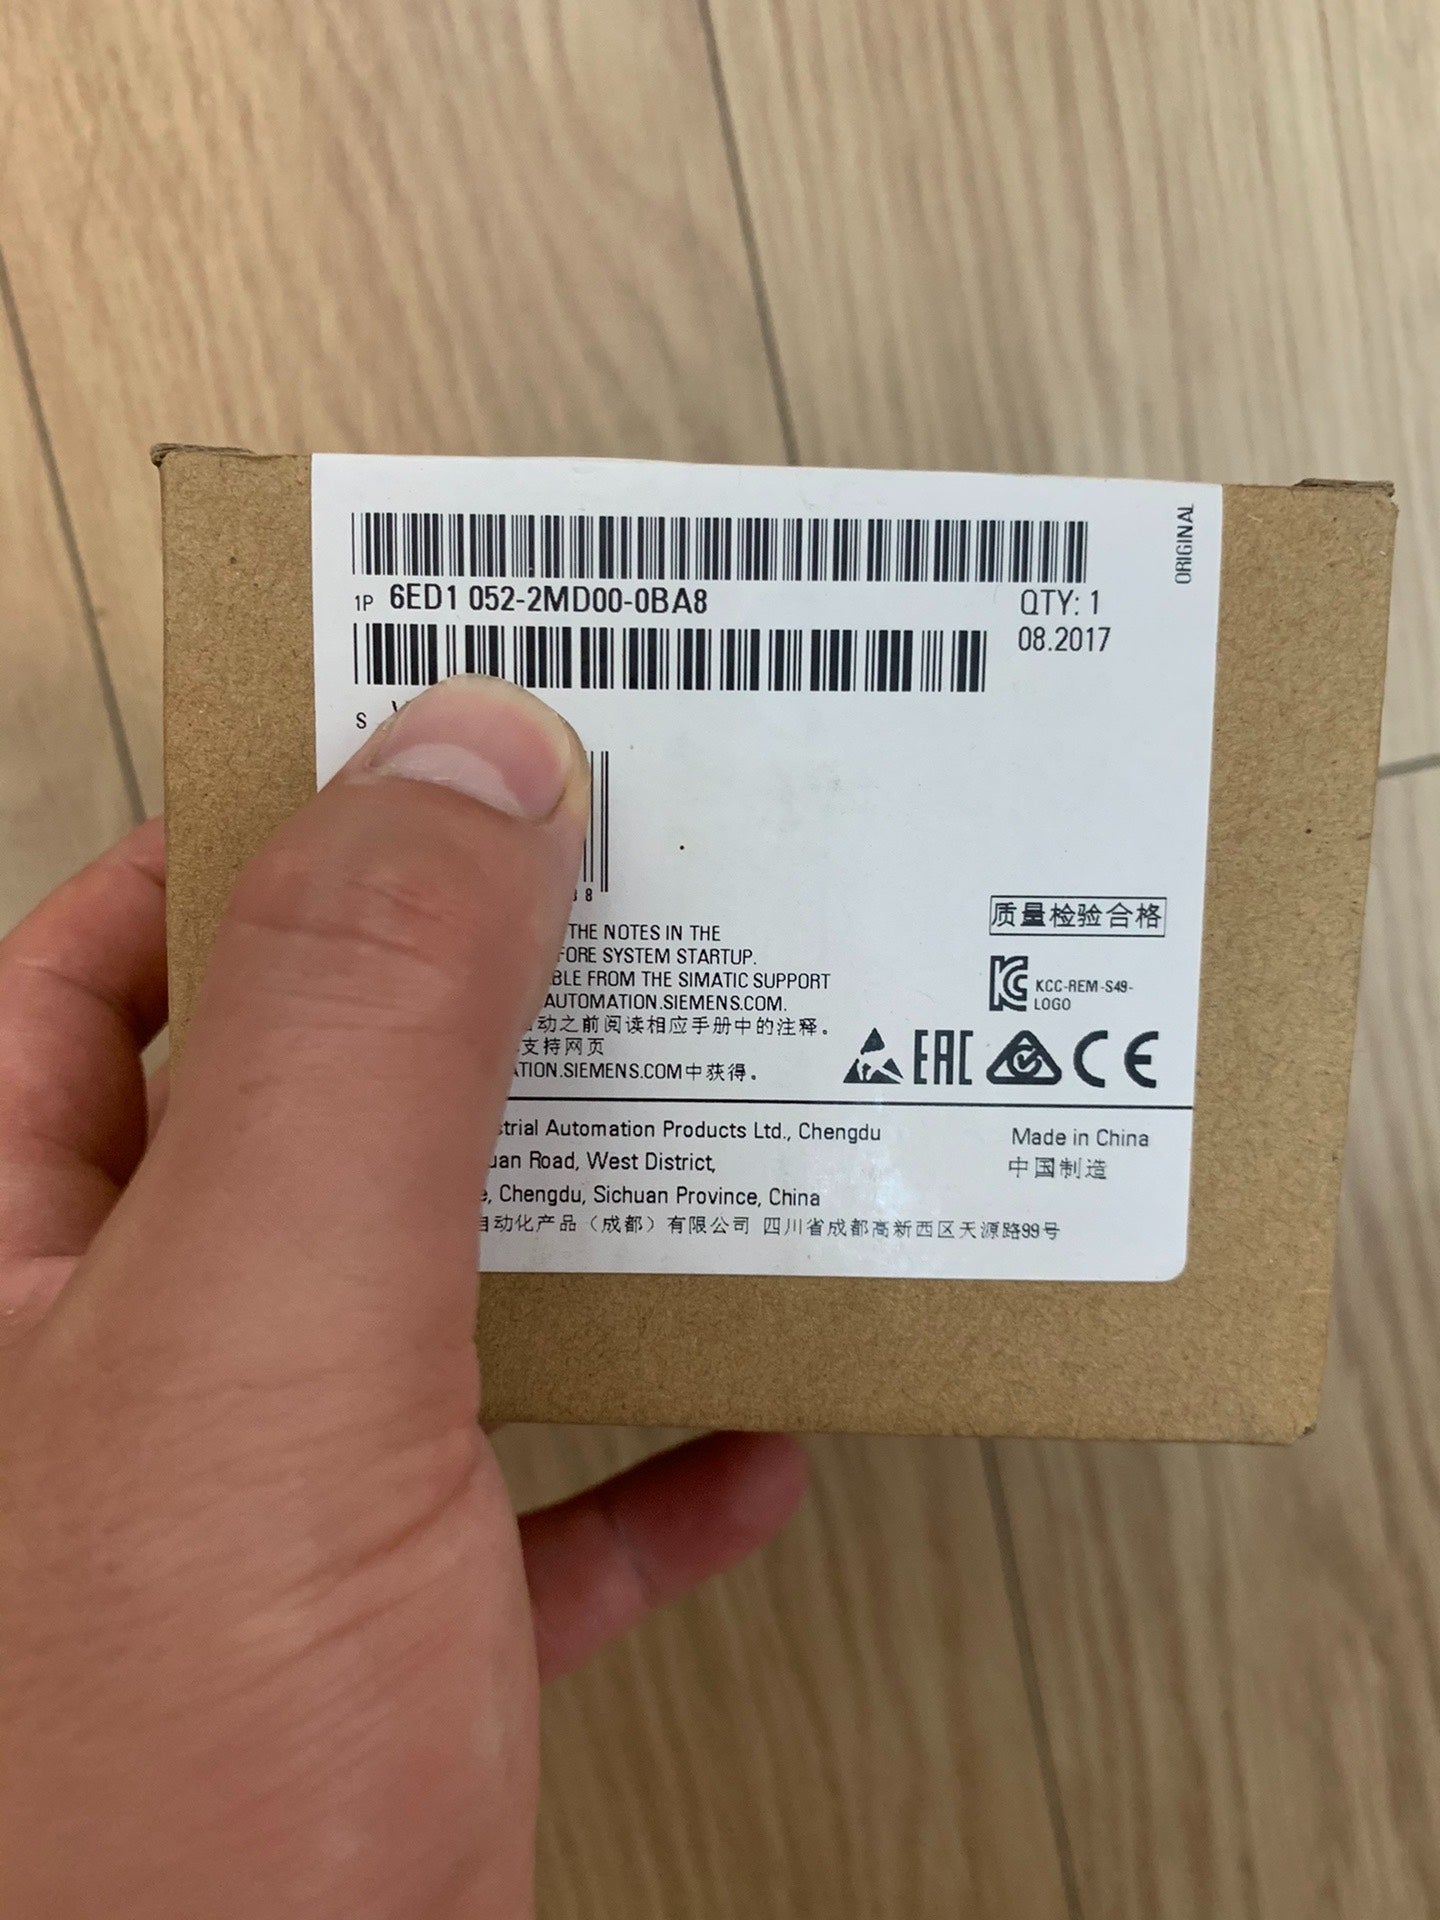 ORIGINAL
1P 6ED1 052-2MD00-0BA8
QTY: 1
08.2017
S
8
THE NOTES IN THE
SYSTEM STARTUP.
FROM THE SIMATIC SUPPORT
AUTOMATION.SIEMENS.COM.
动之前阅读相应手册中的注释。
支持网页
SIEMENS.COM中获得。
质量检验合格
KCC-REM-S49-
LOGO
EAC
CE
Automation Products Ltd., Chengdu
Road, West District,
Chengdu, Sichuan Province, China
自动化产品（成都）有限公司 四川省成都高新西区天源路99号
Made in China
中国制造